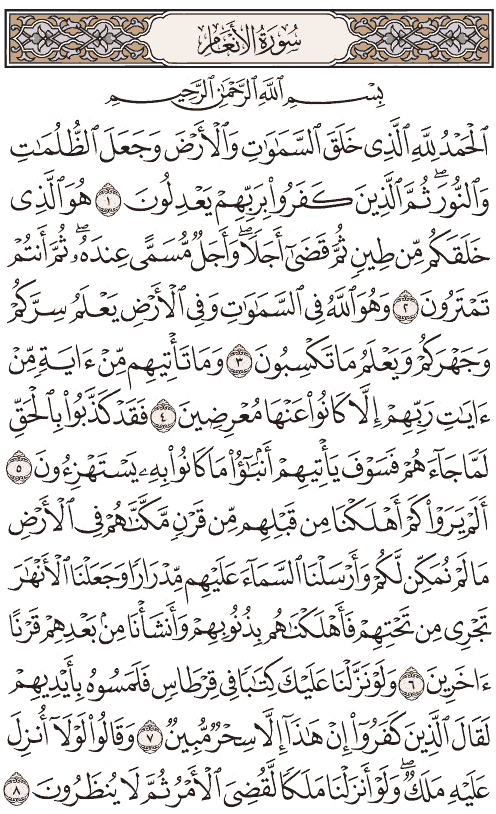 سُورَةُ الأَنْعَامِ
بِسْمِ ٱللَّهِ ٱلرَّحْمَٰنِ ٱلرَّحِيمِ
ٱلْحَمْدُ لِلَّهِ ٱلَّذِى خَلَقَ ٱلسَّمَٰوَٰتِ وَٱلْأَرْضَ وَجَعَلَ ٱلظُّلُمَٰتِ
وَٱلنُّورَ ۖ ثُمَّ ٱلَّذِينَ كَفَرُوا۟ بِرَبِّهِمْ يَعْدِلُونَ ١ هُوَ ٱلَّذِى
خَلَقَكُم مِّن طِينٍ ثُمَّ قَضَىٰٓ أَجَلًا ۖ وَأَجَلٌ مُّسَمًّى عِندَهُۥ ۖ ثُمَّ أَنتُمْ
تَمْتَرُونَ ٢ وَهُوَ ٱللَّهُ فِى ٱلسَّمَٰوَٰتِ وَفِى ٱلْأَرْضِ يَعْلَمُ سِرَّكُمْ
وَجَهْرَكُمْ وَيَعْلَمُ مَا تَكْسِبُونَ ٣ وَمَا تَأْتِيهِم مِّنْ ءَايَةٍ مِّنْ
ءَايَٰتِ رَبِّهِمْ إِلَّا كَانُوا۟ عَنْهَا مُعْرِضِينَ ٤ فَقَدْ كَذَّبُوا۟ بِٱلْحَقِّ
لَمَّا جَآءَهُمْ فَسَوْفَ يَأْتِيهِمْ أَنۢبَٰٓؤُا۟ مَا كَانُوا۟ بِهِۦ يَسْتَهْزِءُونَ ٥
أَلَمْ يَرَوْا۟ كَمْ أَهْلَكْنَا مِن قَبْلِهِم مِّن قَرْنٍ مَّكَّنَّٰهُمْ فِى ٱلْأَرْضِ
مَا لَمْ نُمَكِّن لَّكُمْ وَأَرْسَلْنَا ٱلسَّمَآءَ عَلَيْهِم مِّدْرَارًا وَجَعَلْنَا ٱلْأَنْهَٰرَ
تَجْرِى مِن تَحْتِهِمْ فَأَهْلَكْنَٰهُم بِذُنُوبِهِمْ وَأَنشَأْنَا مِنۢ بَعْدِهِمْ قَرْنًا
ءَاخَرِينَ ٦ وَلَوْ نَزَّلْنَا عَلَيْكَ كِتَٰبًا فِى قِرْطَاسٍ فَلَمَسُوهُ بِأَيْدِيهِمْ
لَقَالَ ٱلَّذِينَ كَفَرُوٓا۟ إِنْ هَٰذَآ إِلَّا سِحْرٌ مُّبِينٌ ٧ وَقَالُوا۟ لَوْلَآ أُنزِلَ
عَلَيْهِ مَلَكٌ ۖ وَلَوْ أَنزَلْنَا مَلَكًا لَّقُضِىَ ٱلْأَمْرُ ثُمَّ لَا يُنظَرُونَ ٨